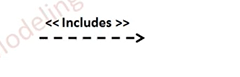 << Includes >>